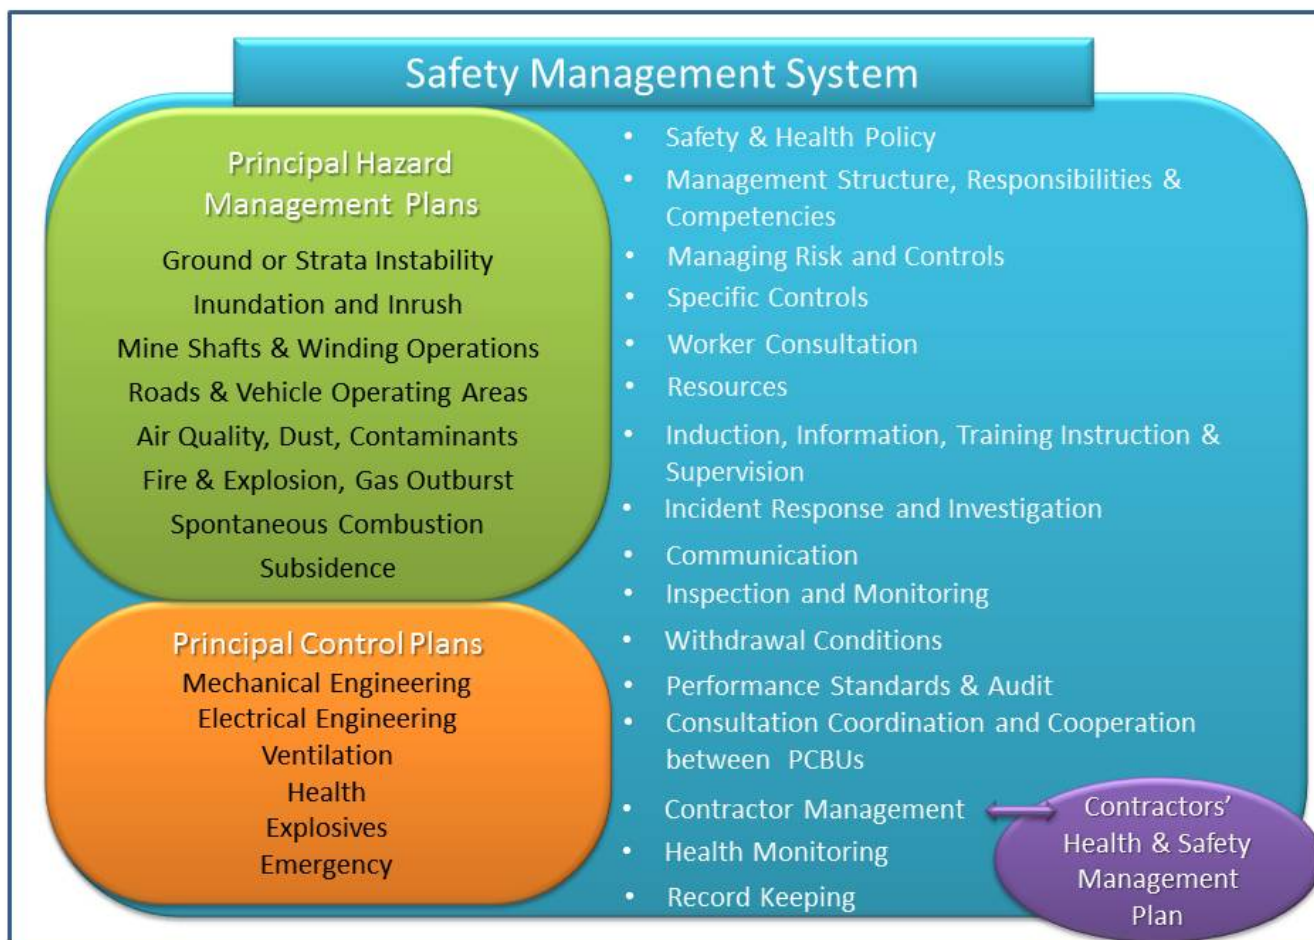 Safety Management System
Principal Hazard
Management Plans
Ground or Strata Instability
Inundation and Inrush
Mine Shafts & Winding Operations
Roads & Vehicle Operating Areas
Air Quality, Dust, Contaminants
Fire & Explosion, Gas Outburst
Spontaneous Combustion
Subsidence
Principal Control Plans
Mechanical Engineering
Electrical Engineering
Ventilation
Health
Explosives
Emergency
• Safety & Health Policy
• Management Structure, Responsibilities &
Competencies
• Managing Risk and Controls
• Specific Controls
• Worker Consultation
• Resources
• Induction, Information, Training Instruction &
Supervision
• Incident Response and Investigation
• Communication
• Inspection and Monitoring
• Withdrawal Conditions
• Performance Standards & Audit
• Consultation Coordination and Cooperation
between PCBUs
• Contractor Management
• Health Monitoring
• Record Keeping
Contractors'
Health & Safety
Management
Plan